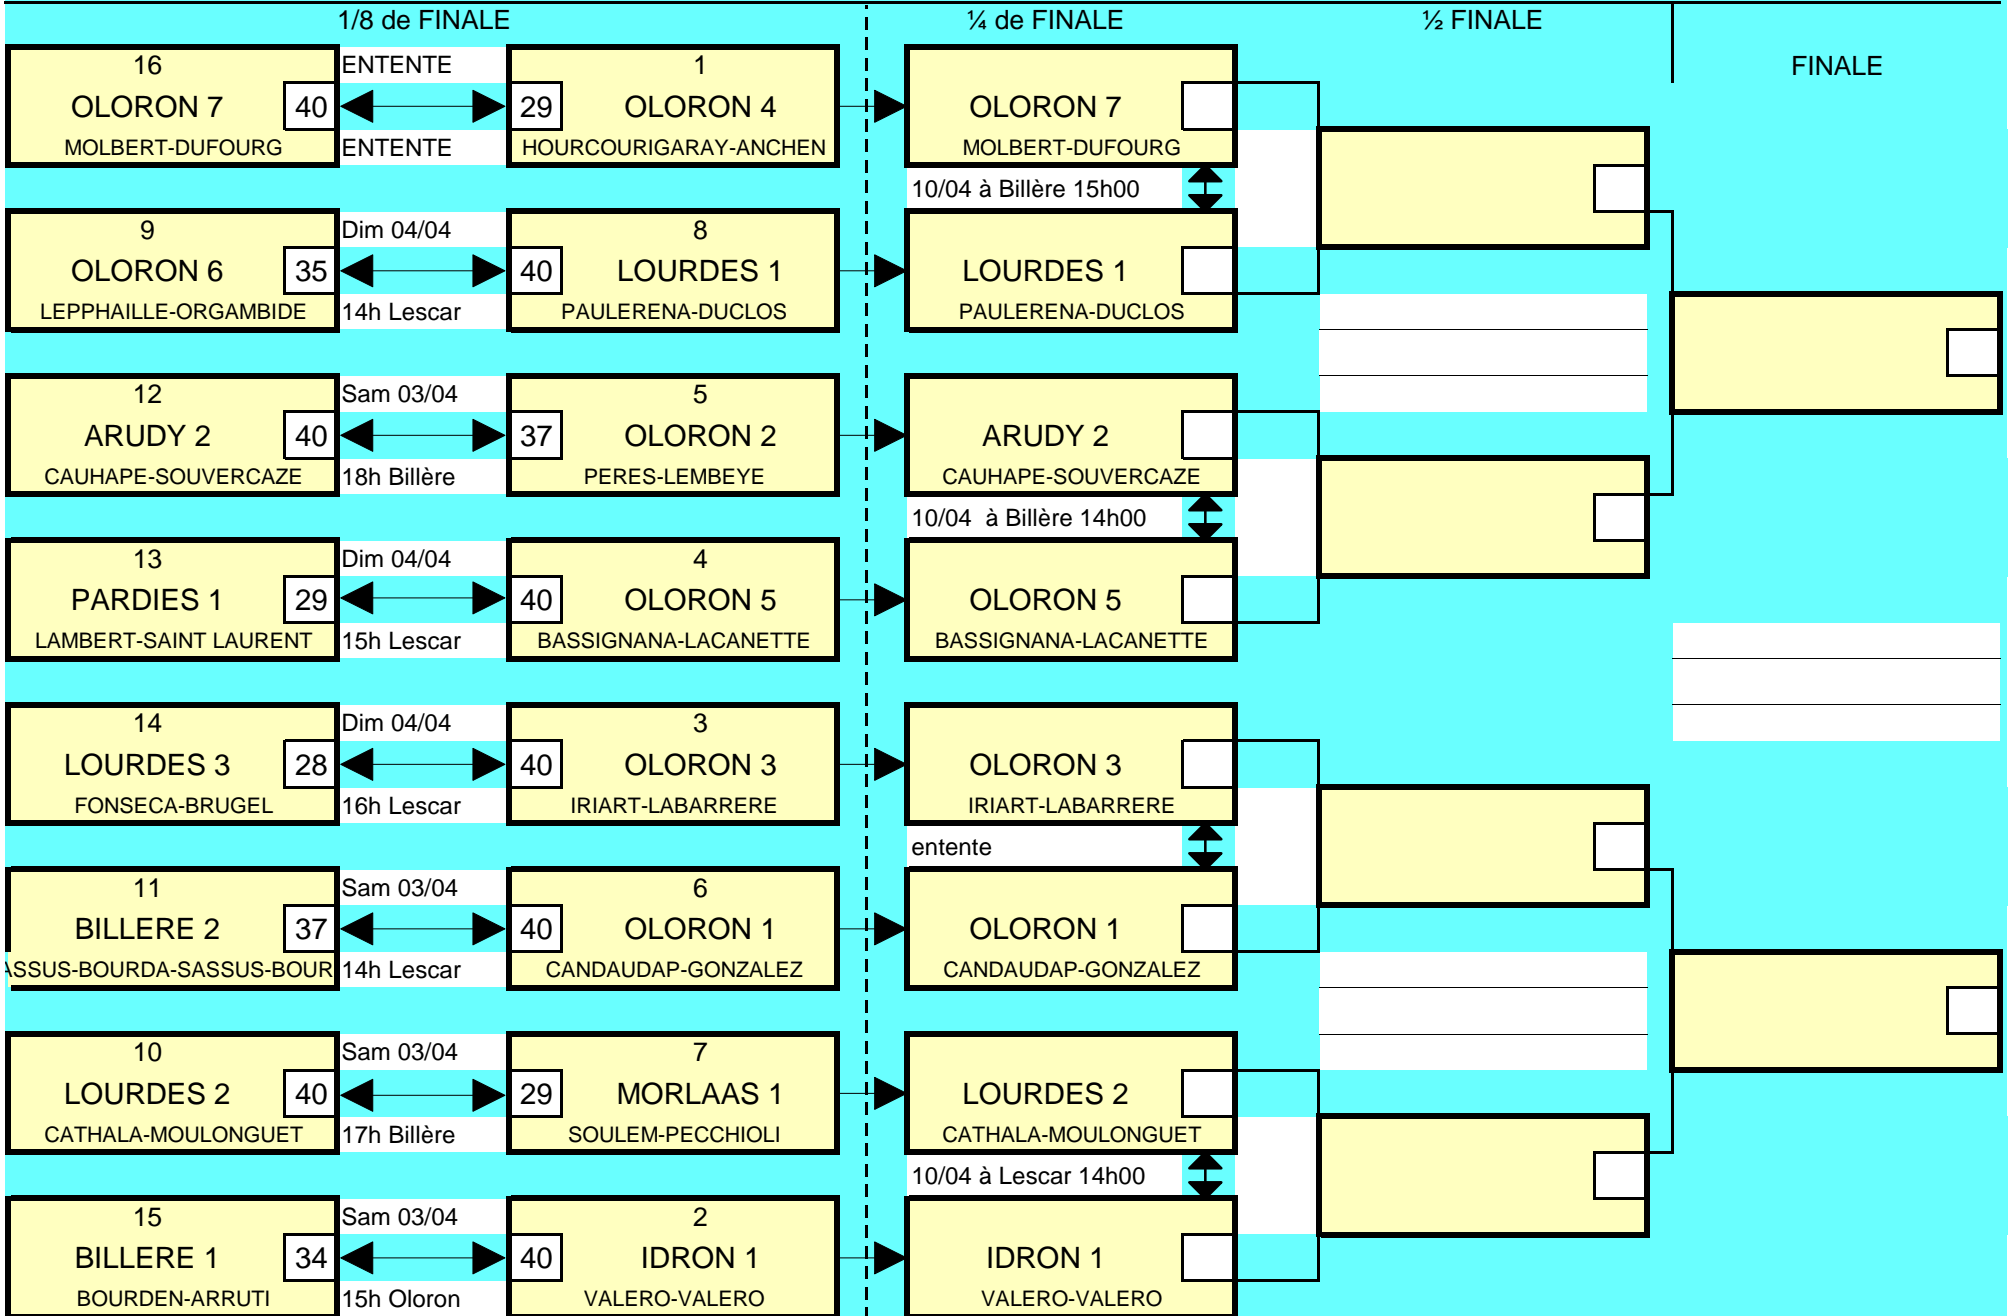 1/8 de FINALE
¼ de FINALE
½ FINALE
FINALE
16
OLORON 7
40
MOLBERT-DUFOURG
ENTENTE
ENTENTE
1
29
OLORON 4
HOURCOURIGARAY-ANCHEN
OLORON 7
MOLBERT-DUFOURG
10/04 à Billère 15h00
9
OLORON 6
35
LEPPHAILLE-ORGAMBIDE
Dim 04/04
14h Lescar
8
40
LOURDES 1
PAULERENA-DUCLOS
LOURDES 1
PAULERENA-DUCLOS
12
ARUDY 2
40
CAUHAPE-SOUVERCAZE
Sam 03/04
18h Billère
5
37
OLORON 2
PERES-LEMBEYE
ARUDY 2
CAUHAPE-SOUVERCAZE
10/04  à Billère 14h00
13
PARDIES 1
29
LAMBERT-SAINT LAURENT
Dim 04/04
15h Lescar
4
40
OLORON 5
BASSIGNANA-LACANETTE
OLORON 5
BASSIGNANA-LACANETTE
14
LOURDES 3
28
FONSECA-BRUGEL
Dim 04/04
16h Lescar
3
40
OLORON 3
IRIART-LABARRERE
OLORON 3
IRIART-LABARRERE
entente
11
BILLERE 2
37
ASSUS-BOURDA-SASSUS-BOUR
Sam 03/04
14h Lescar
6
40
OLORON 1
CANDAUDAP-GONZALEZ
OLORON 1
CANDAUDAP-GONZALEZ
10
LOURDES 2
40
CATHALA-MOULONGUET
Sam 03/04
17h Billère
7
29
MORLAAS 1
SOULEM-PECCHIOLI
LOURDES 2
CATHALA-MOULONGUET
10/04 à Lescar 14h00
15
BILLERE 1
34
BOURDEN-ARRUTI
Sam 03/04
15h Oloron
2
40
IDRON 1
VALERO-VALERO
IDRON 1
VALERO-VALERO